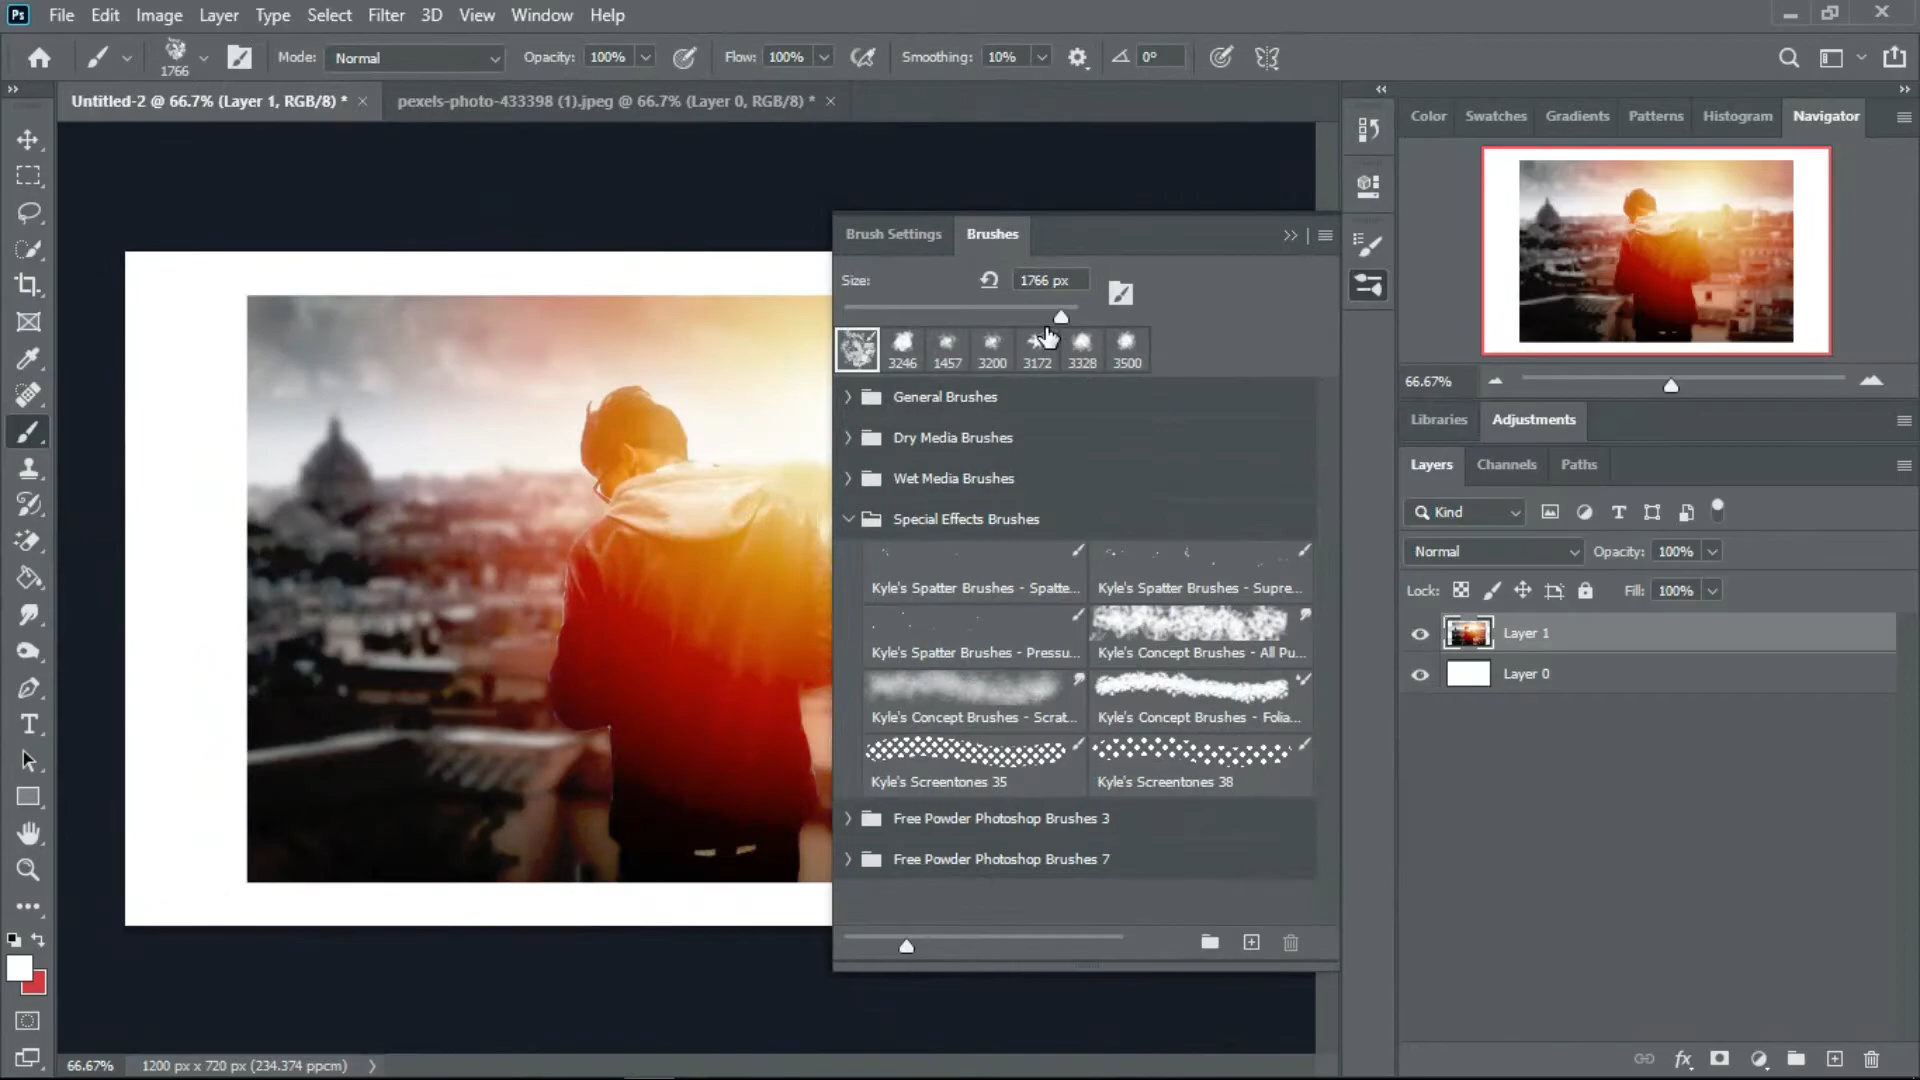 Ps File Edit Image Layer Type Select Filter 3D View Window Help
1766 Mode: Normal Opacity: 100% Flow: 100% Smoothing: 10% 0°
Untitled-2 @ 66.7% (Layer 1, RGB/8) * × pexels-photo-433398 (1).jpeg @ 66.7% (Layer 0, RGB/8) * ×
Color Swatches Gradients Patterns Histogram Navigator
Brush Settings Brushes
Size: 1766 px
3246 1457 3200 3172 3328 3500
General Brushes
Dry Media Brushes
Wet Media Brushes
Special Effects Brushes
Kyle's Spatter Brushes - Spatte... Kyle's Spatter Brushes - Supre...
Kyle's Spatter Brushes - Pressu... Kyle's Concept Brushes - All Pu...
Kyle's Concept Brushes - Scrat... Kyle's Concept Brushes - Folia...
Kyle's Screentones 35 Kyle's Screentones 38
Free Powder Photoshop Brushes 3
Free Powder Photoshop Brushes 7
66.67%
Libraries Adjustments
Layers Channels Paths
Kind
Normal Opacity: 100%
Lock: Fill: 100%
Layer 1
Layer 0
fx
66.67% 1200 px x 720 px (234.374 ppcm)